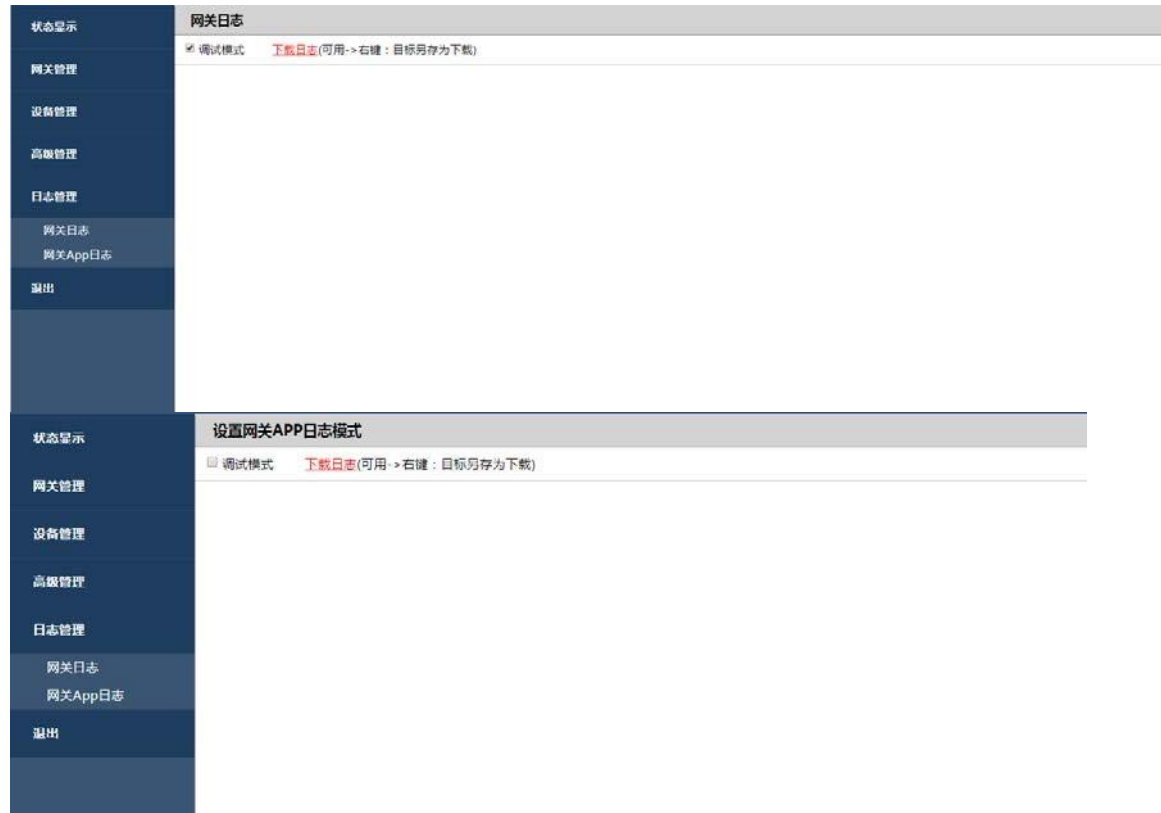 状态显示
网关管理
设备管理
高级管理
日志管理
网关日志
网关App日志
退出
网关日志
调试模式 下载日志(可用->右键:目标另存为下载)
状态显示
网关管理
设备管理
高级管理
日志管理
网关日志
网关App日志
退出
设置网关APP日志模式
调试模式 下载日志(可用->右键:目标另存为下载)